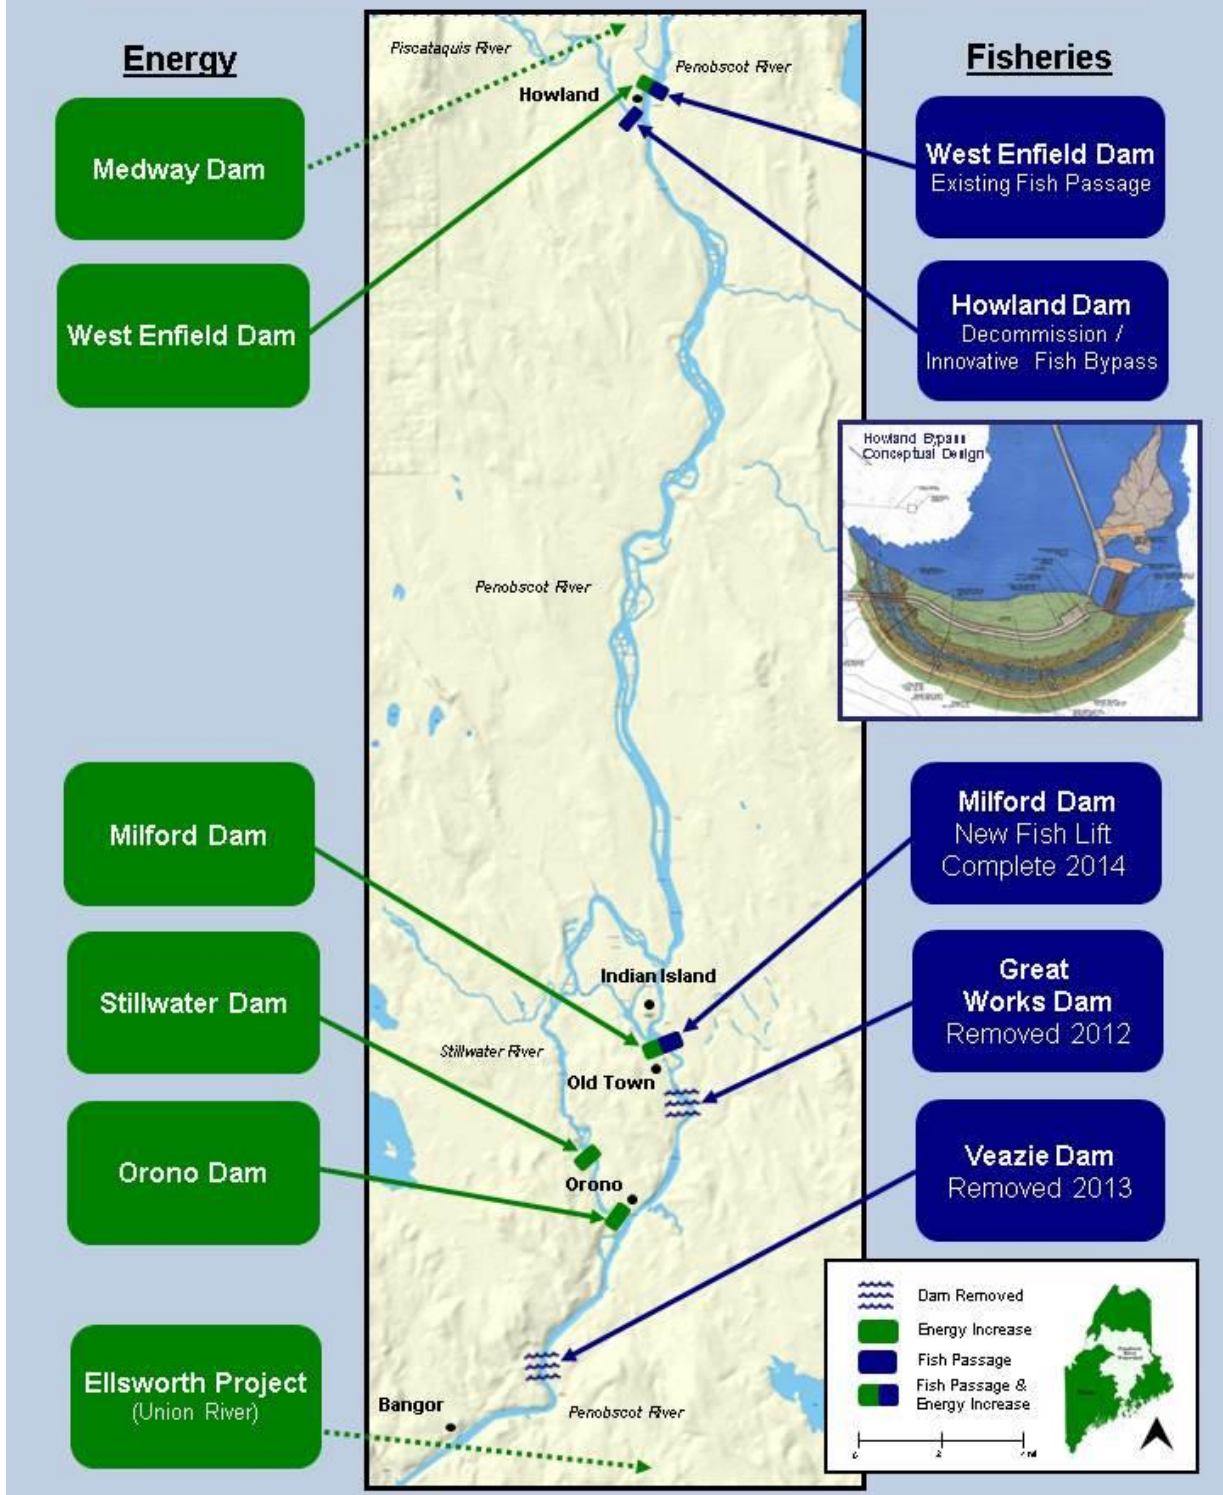 Energy
Fisheries
Piscataquis River
Penobscot River
Howland
Medway Dam
West Enfield Dam
Existing Fish Passage
West Enfield Dam
Howland Dam
Decommission /
Innovative Fish Bypass
Howland Bypass
Conceptual Design
Penobscot River
Milford Dam
Milford Dam
New Fish Lift
Complete 2014
Indian Island
Stillwater Dam
Great
Works Dam
Removed 2012
Stillwater River
Old Town
Orono Dam
Orono
Veazie Dam
Removed 2013
Ellsworth Project
(Union River)
Bangor
Penobscot River
Dam Removed
Energy Increase
Fish Passage
Fish Passage &
Energy Increase